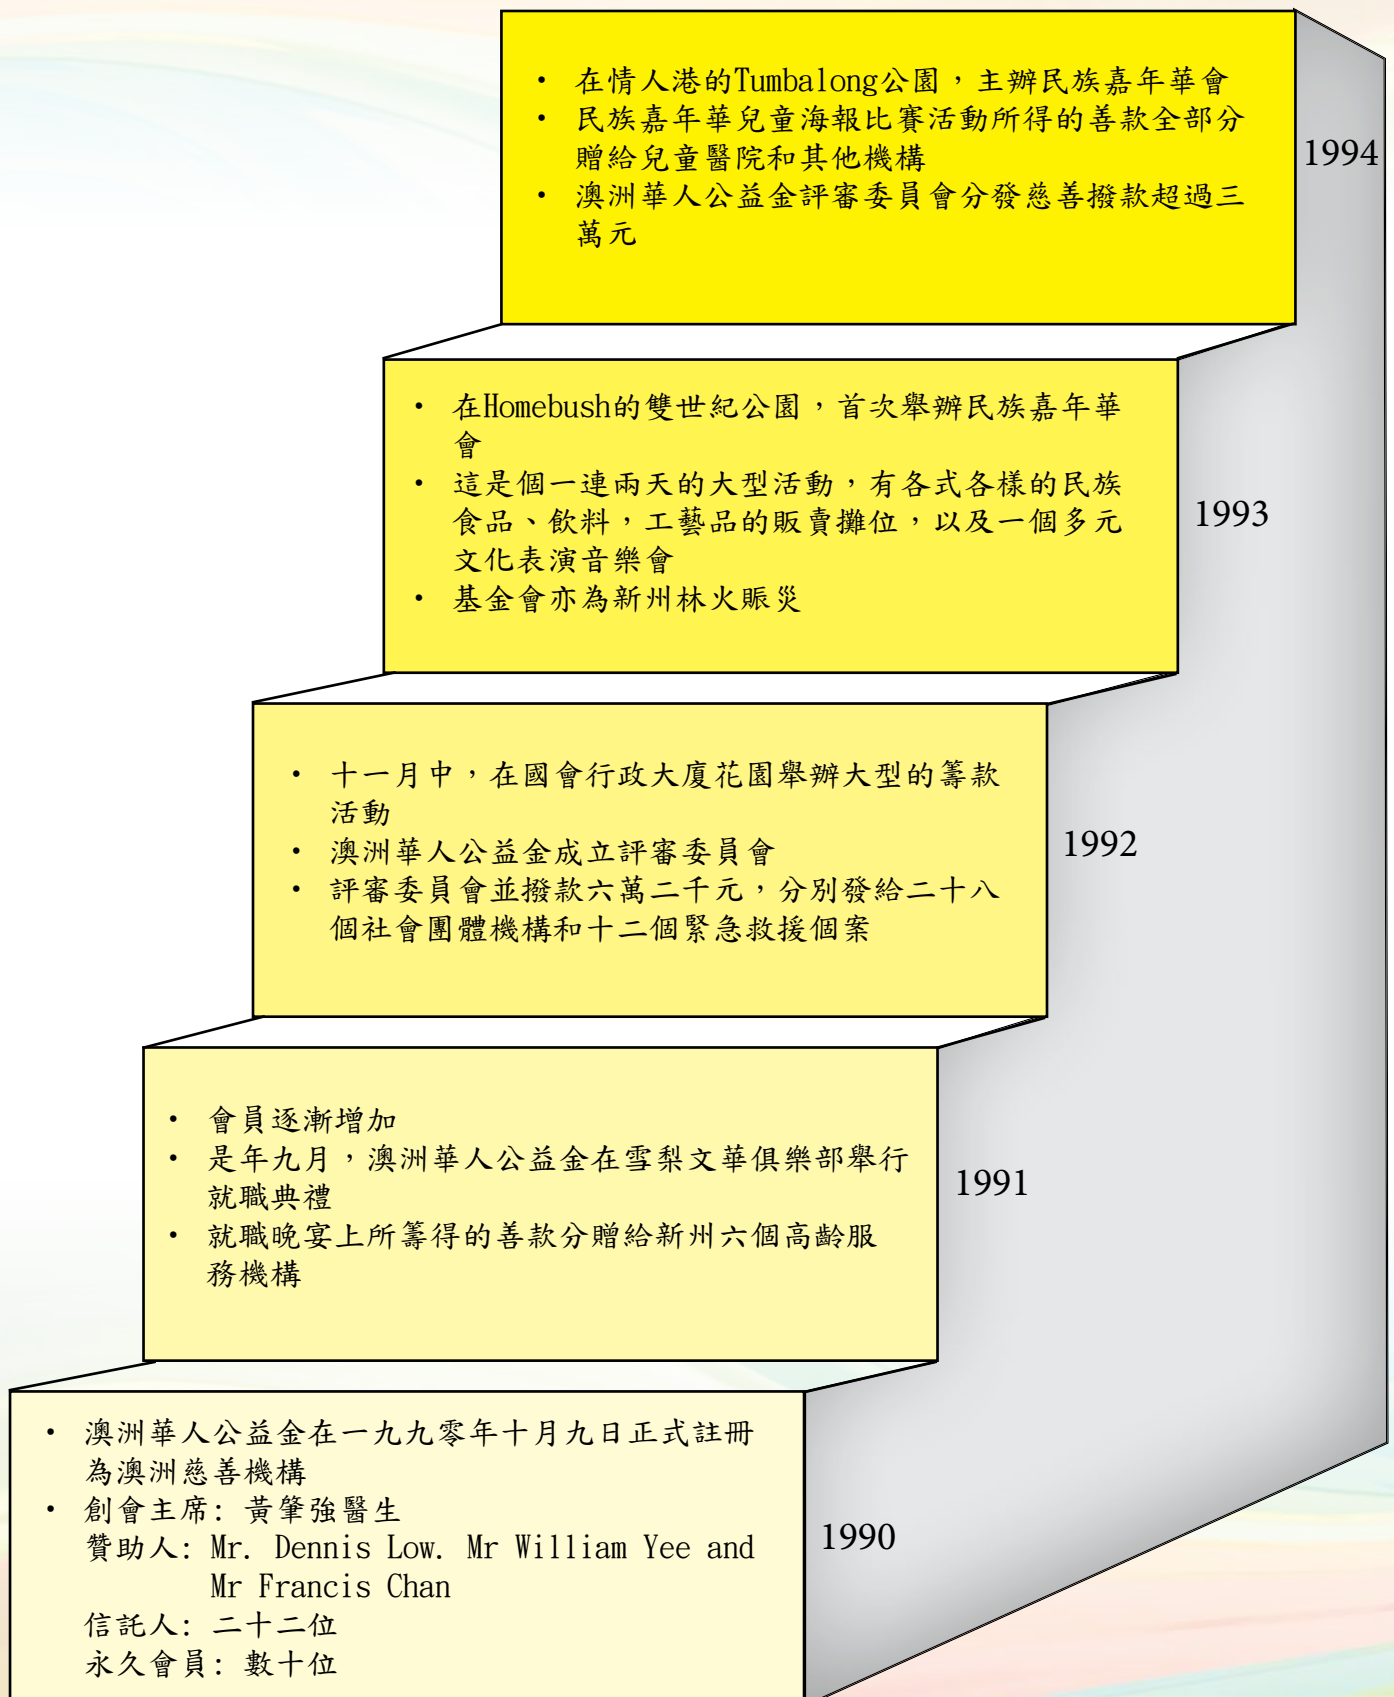 • 在情人港的Tumbalong公園，主辦民族嘉年華會
• 民族嘉年華兒童海報比賽活動所得的善款全部分
贈給兒童醫院和其他機構
• 澳洲華人公益金評審委員會分發慈善撥款超過三
萬元
1994
• 在Homebush的雙世紀公園，首次舉辦民族嘉年華
會
• 這是個一連兩天的大型活動，有各式各樣的民族
食品、飲料，工藝品的販賣攤位，以及一個多元
文化表演音樂會
• 基金會亦為新州林火賑災
1993
• 十一月中，在國會行政大廈花園舉辦大型的籌款
活動
• 澳洲華人公益金成立評審委員會
• 評審委員會並撥款六萬二千元，分別發給二十八
個社會團體機構和十二個緊急救援個案
1992
• 會員逐漸增加
• 是年九月，澳洲華人公益金在雪梨文華俱樂部舉行
就職典禮
• 就職晚宴上所籌得的善款分贈給新州六個高齡服
務機構
1991
• 澳洲華人公益金在一九九零年十月九日正式註冊
為澳洲慈善機構
• 創會主席: 黃肇強醫生
贊助人: Mr. Dennis Low. Mr William Yee and
Mr Francis Chan
信託人: 二十二位
永久會員: 數十位
1990